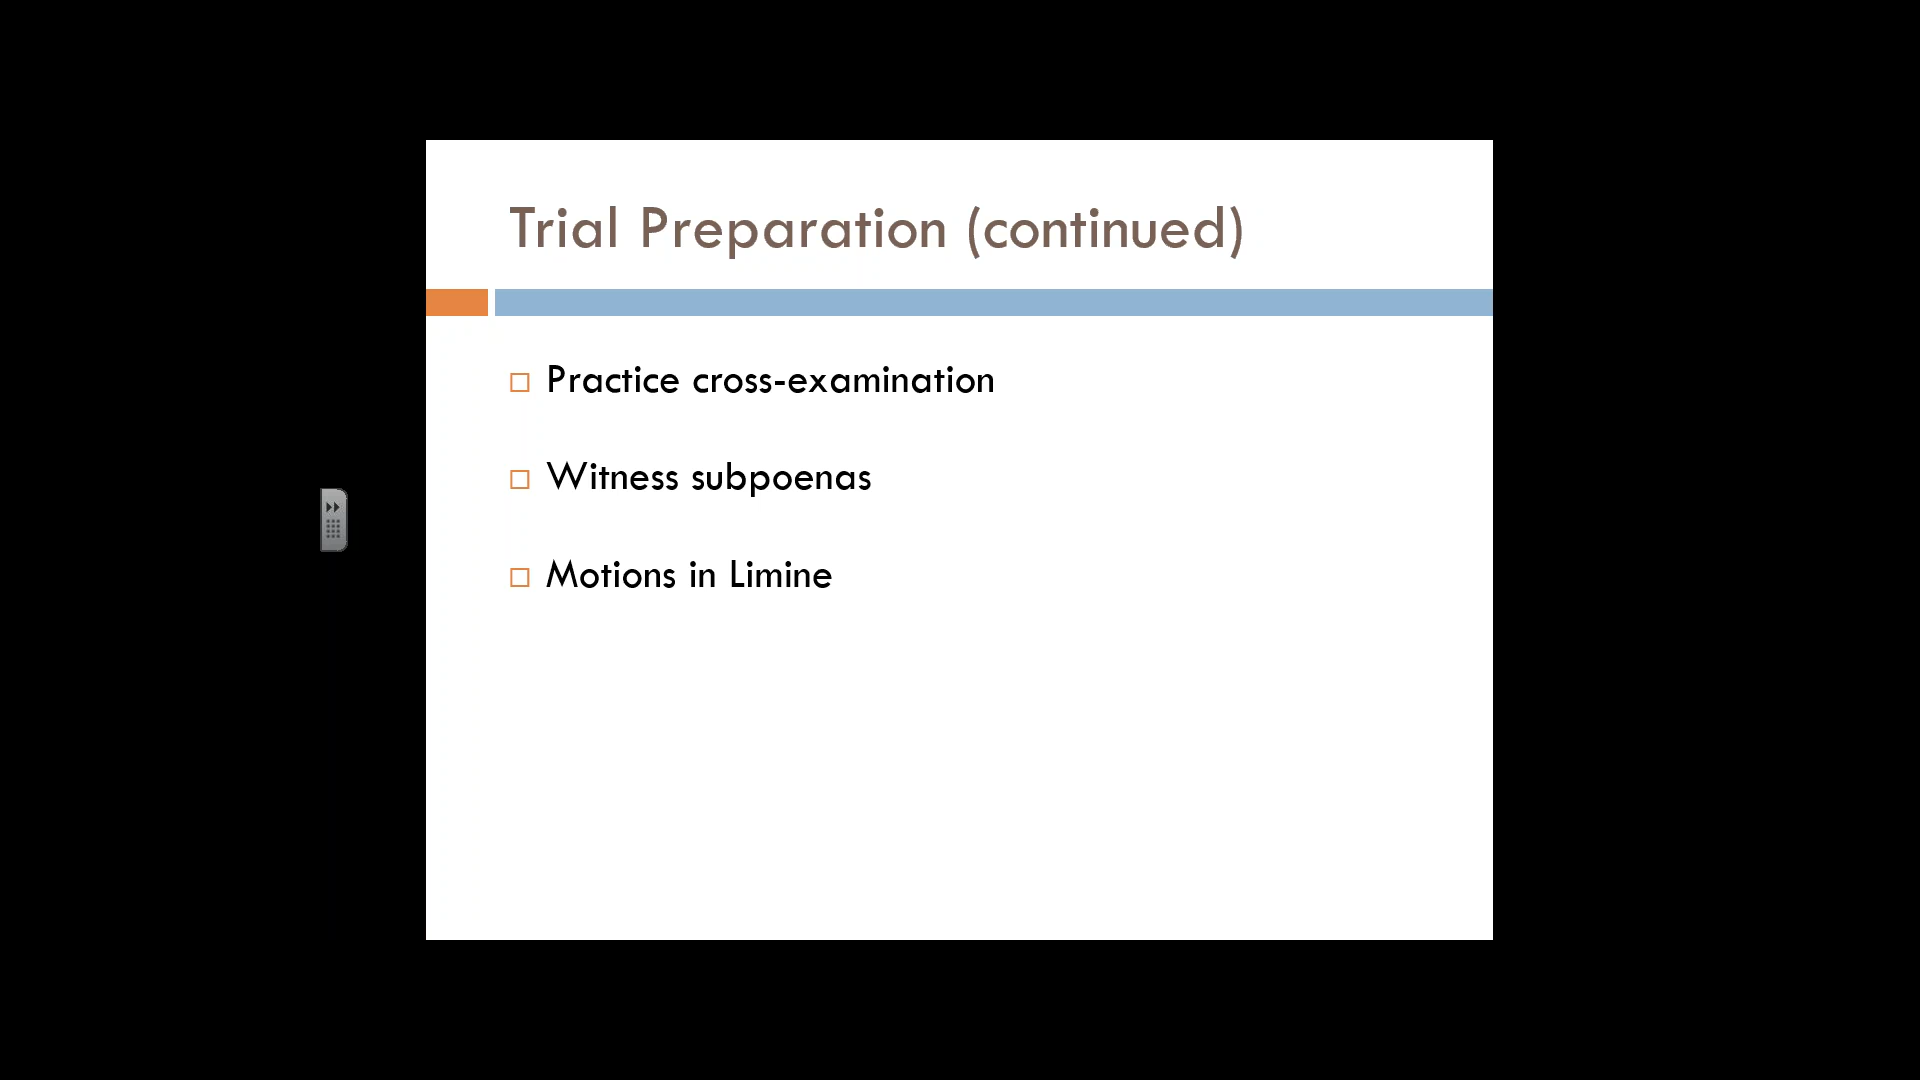 Trial Preparation (continued)
Practice cross-examination
Witness subpoenas
Motions in Limine